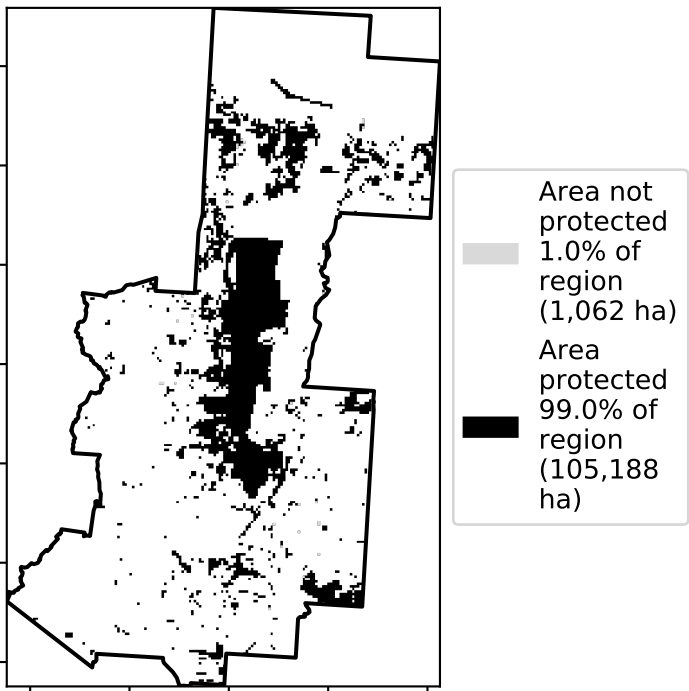 Area not
protected
1.0% of
region
(1,062 ha)
Area
protected
99.0% of
region
(105,188
ha)